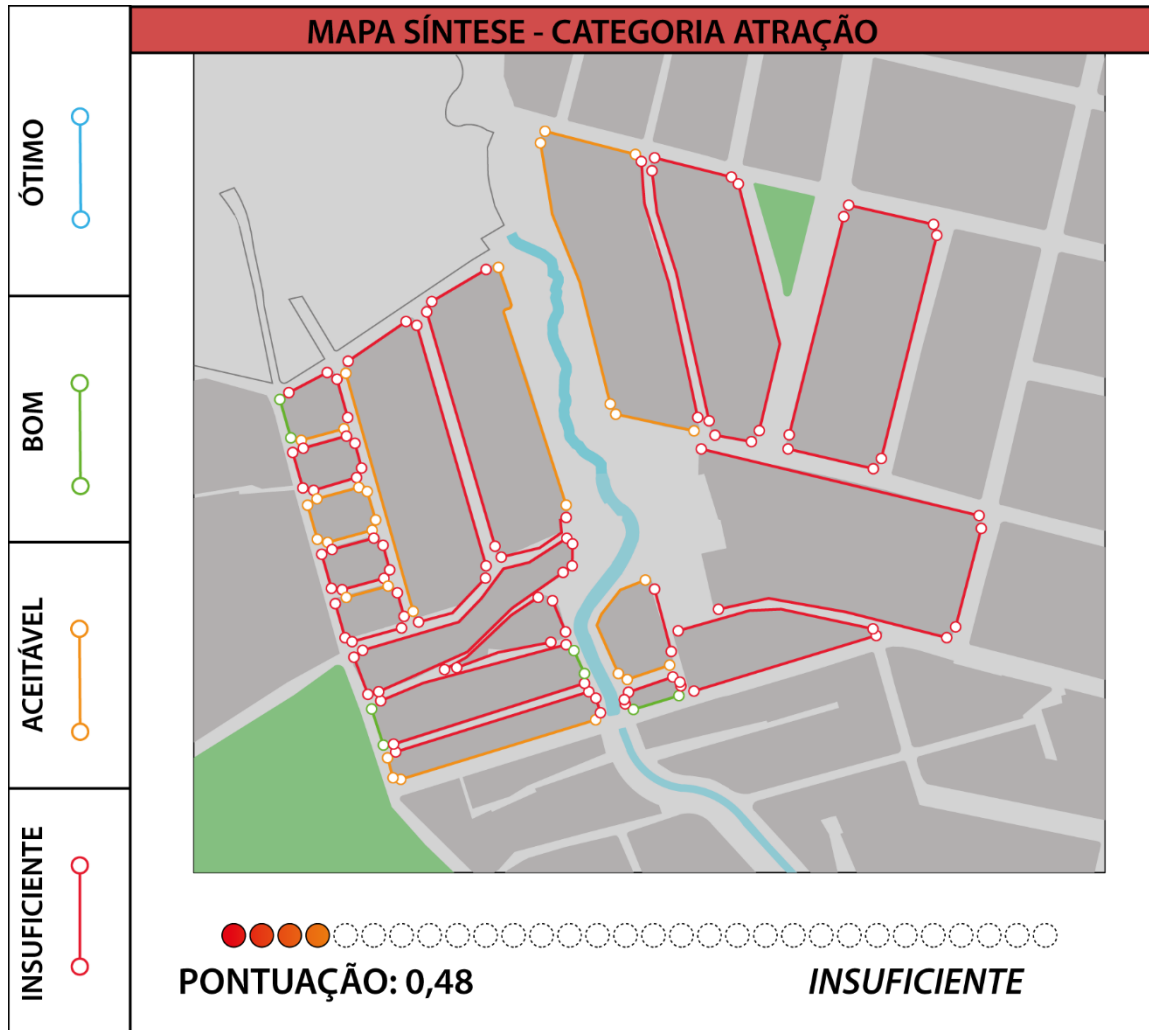 MAPA SÍNTESE - CATEGORIA ATRAÇÃO
ÓTIMO
BOM
ACEITÁVEL
INSUFICIENTE
PONTUAÇÃO: 0,48
INSUFICIENTE